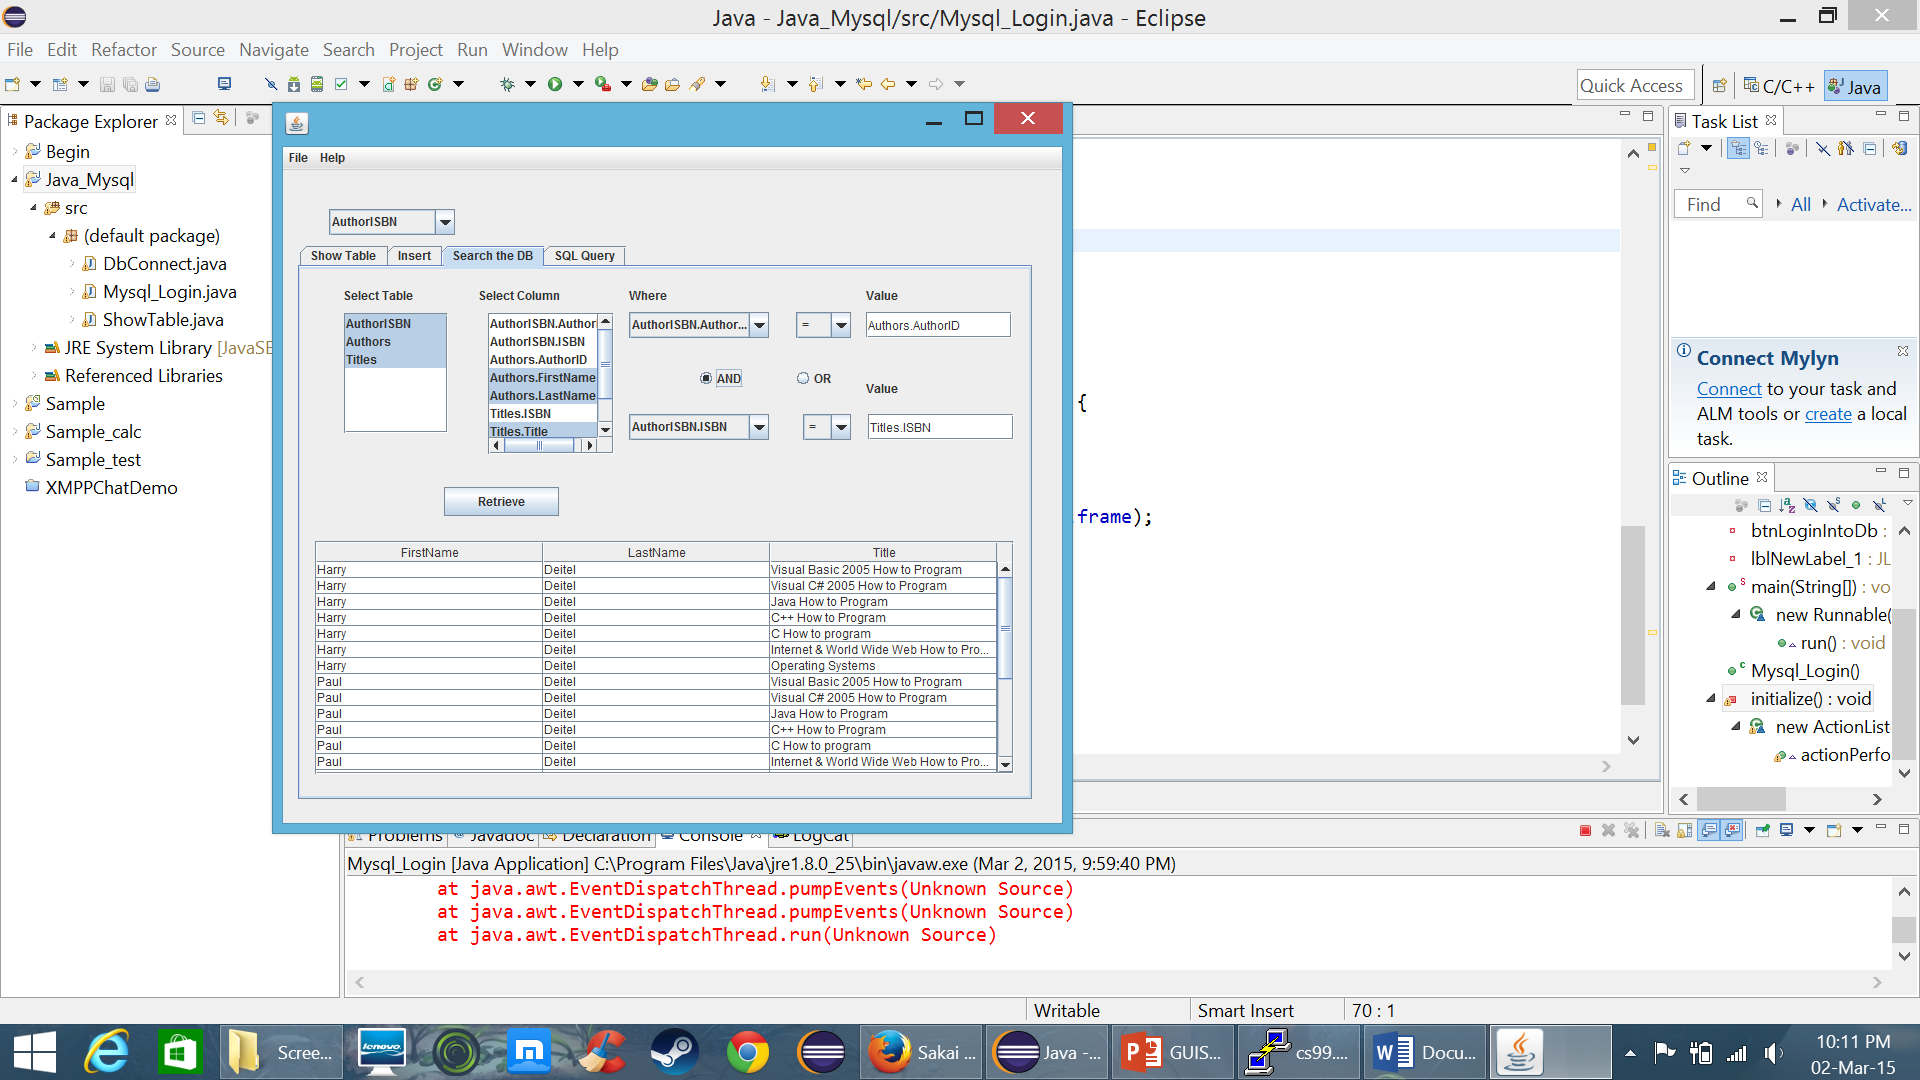 Java - Java_Mysql/src/Mysql_Login.java - Eclipse
File Edit Refactor Source Navigate Search Project Run Window Help
Quick Access
C/C++
Java
Package Explorer
Begin
Java_Mysql
src
(default package)
DbConnect.java
Mysql_Login.java
ShowTable.java
JRE System Library [JavaSE
Referenced Libraries
Sample
Sample_calc
Sample_test
XMPPChatDemo
File Help
AuthorISBN
Show Table Insert Search the DB SQL Query
Select Table Select Column Where Value
AuthorISBN
Authors
Titles
AuthorISBN.Author
AuthorISBN.ISBN
Authors.AuthorID
Authors.FirstName
Authors.LastName
Titles.ISBN
Titles.Title
AuthorISBN.Author... = Authors.AuthorID
AND OR Value
AuthorISBN.ISBN = Titles.ISBN
Retrieve
FirstName LastName Title
Harry Deitel Visual Basic 2005 How to Program
Harry Deitel Visual C# 2005 How to Program
Harry Deitel Java How to Program
Harry Deitel C++ How to Program
Harry Deitel C How to program
Harry Deitel Internet & World Wide Web How to Pro...
Harry Deitel Operating Systems
Paul Deitel Visual Basic 2005 How to Program
Paul Deitel Visual C# 2005 How to Program
Paul Deitel Java How to Program
Paul Deitel C++ How to Program
Paul Deitel C How to program
Paul Deitel Internet & World Wide Web How to Pro...
{
.frame);
Task List
Find All Activate...
Connect Mylyn
Connect to your task and
ALM tools or create a local
task.
Outline
btnLoginIntoDb :
lblNewLabel_1 : JL
main(String[]) : vo
new Runnable(
run() : void
Mysql_Login()
initialize() : void
new ActionList
actionPerfo
Problems Javadoc Declaration Console LogCat
Mysql_Login [Java Application] C:\Program Files\Java\jre1.8.0_25\bin\javaw.exe (Mar 2, 2015, 9:59:40 PM)
at java.awt.EventDispatchThread.pumpEvents(Unknown Source)
at java.awt.EventDispatchThread.pumpEvents(Unknown Source)
at java.awt.EventDispatchThread.run(Unknown Source)
Writable Smart Insert 70 : 1
Scree...
lenovo
Sakai ...
Java -...
GUIS...
cs99....
Docu...
10:11 PM
02-Mar-15